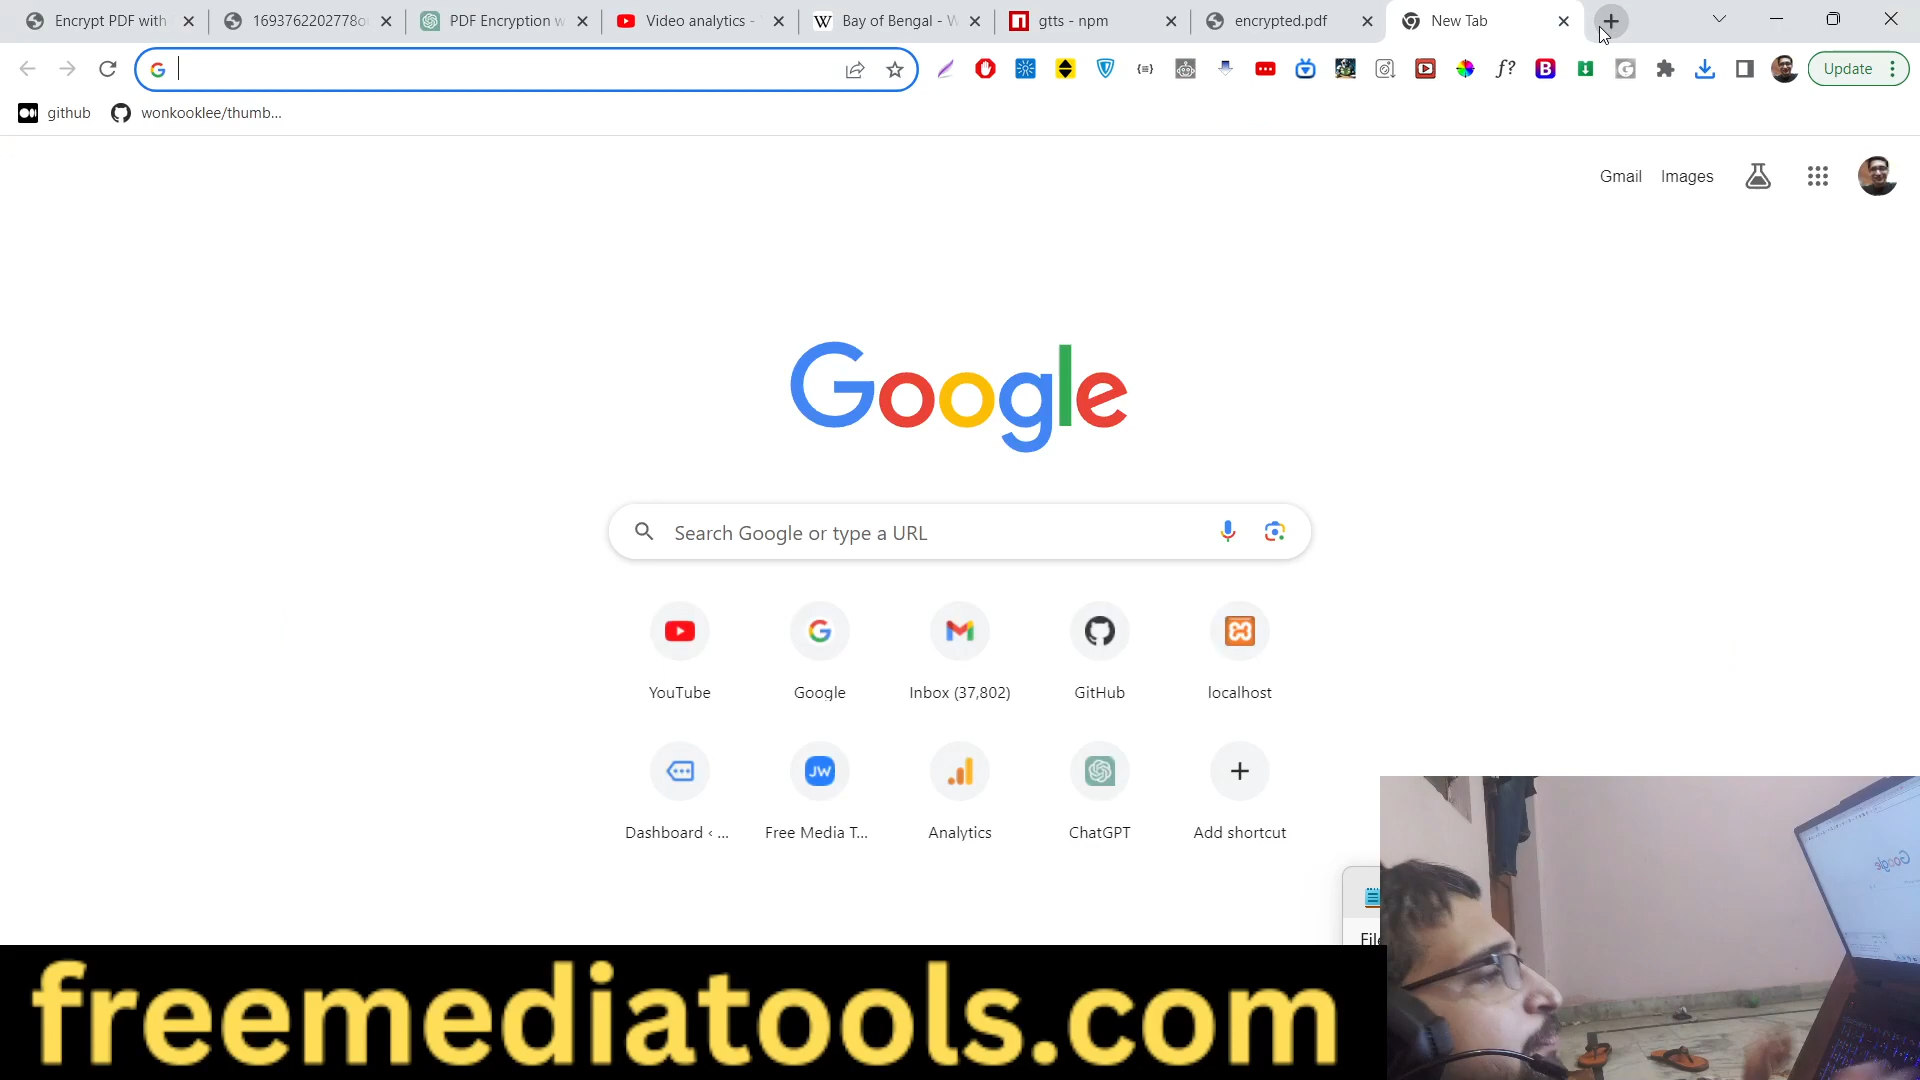 Encrypt PDF with
1693762202778o
PDF Encryption w
Video analytics -
Bay of Bengal - W
gtts - npm
encrypted.pdf
New Tab
Update
github
wonkooklee/thumb...
Gmail
Images
Google
Search Google or type a URL
YouTube
Google
Inbox (37,802)
GitHub
localhost
Dashboard ‹ ...
Free Media T...
Analytics
ChatGPT
Add shortcut
File
freemediatools.com